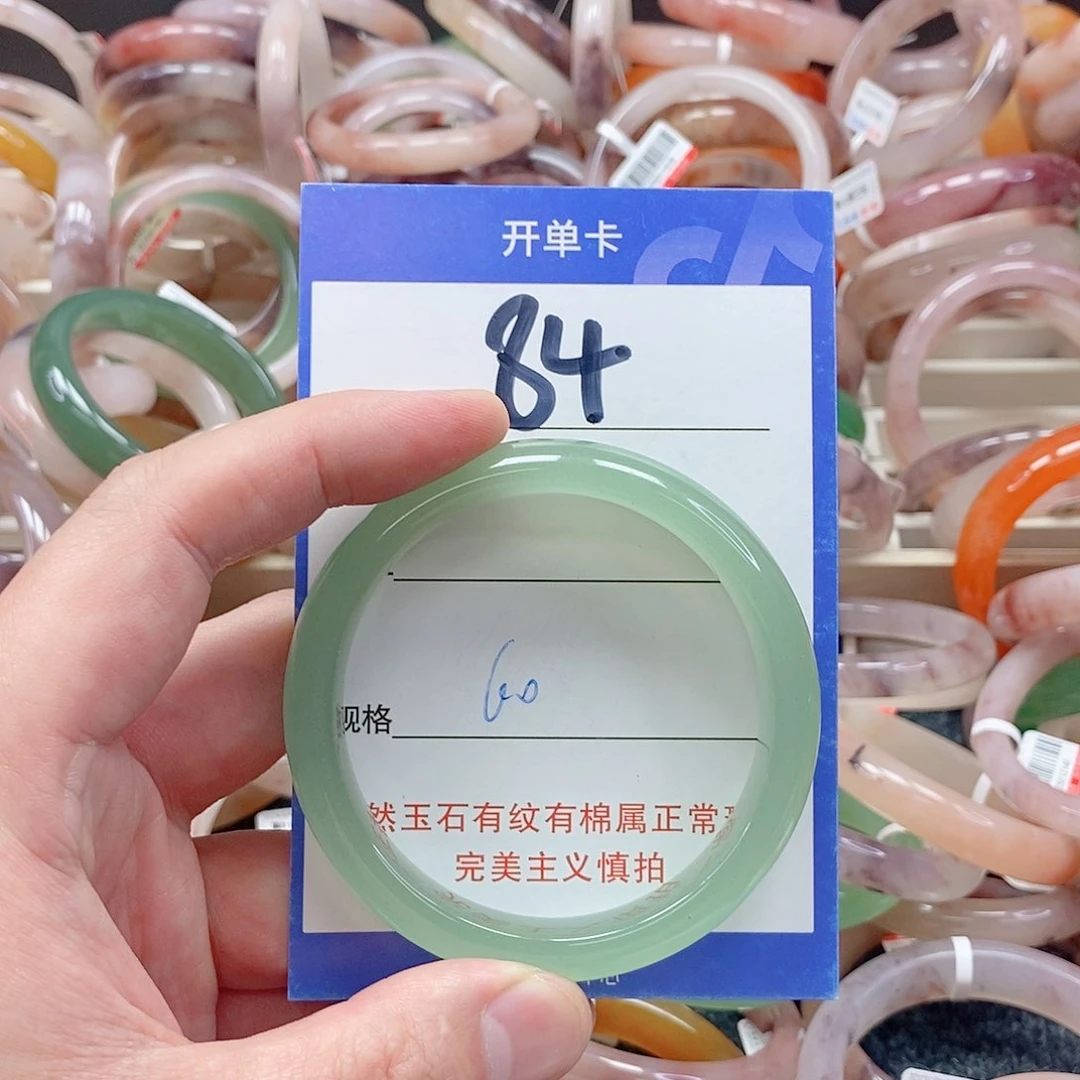 开单卡
84
60
规格
然玉石有纹有棉属正常
完美主义慎拍